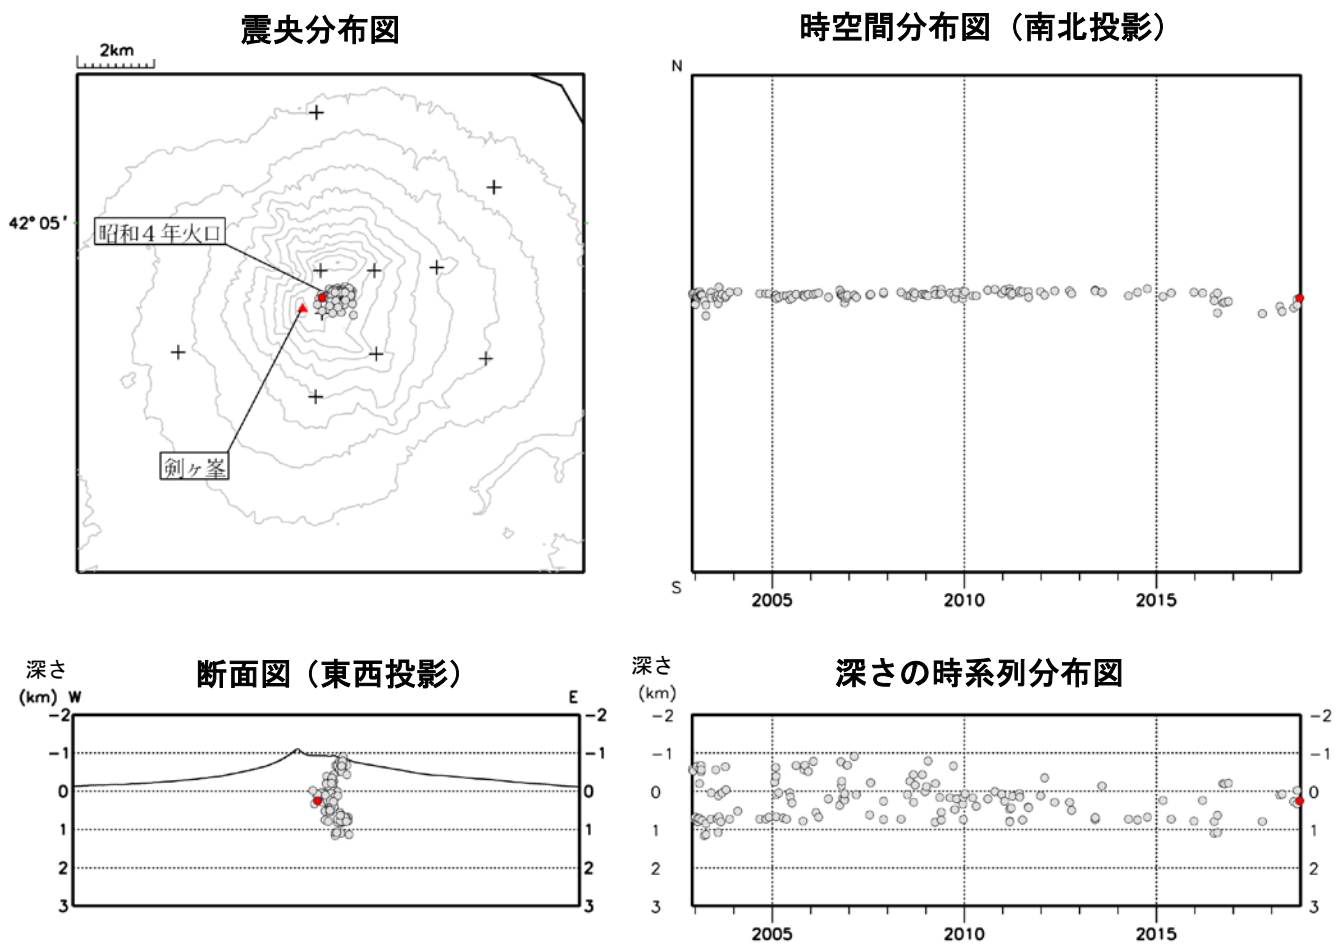 震央分布図
2km
42° 05'
昭和4年火口
剣ヶ峯
時空間分布図（南北投影）
N
S
2005 2010 2015
断面図（東西投影）
深さ
(km) W E
-2 -2
-1 -1
0 0
1 1
2 2
3 3
深さの時系列分布図
深さ
(km)
-2 -2
-1 -1
0 0
1 1
2 2
3 3
2005 2010 2015